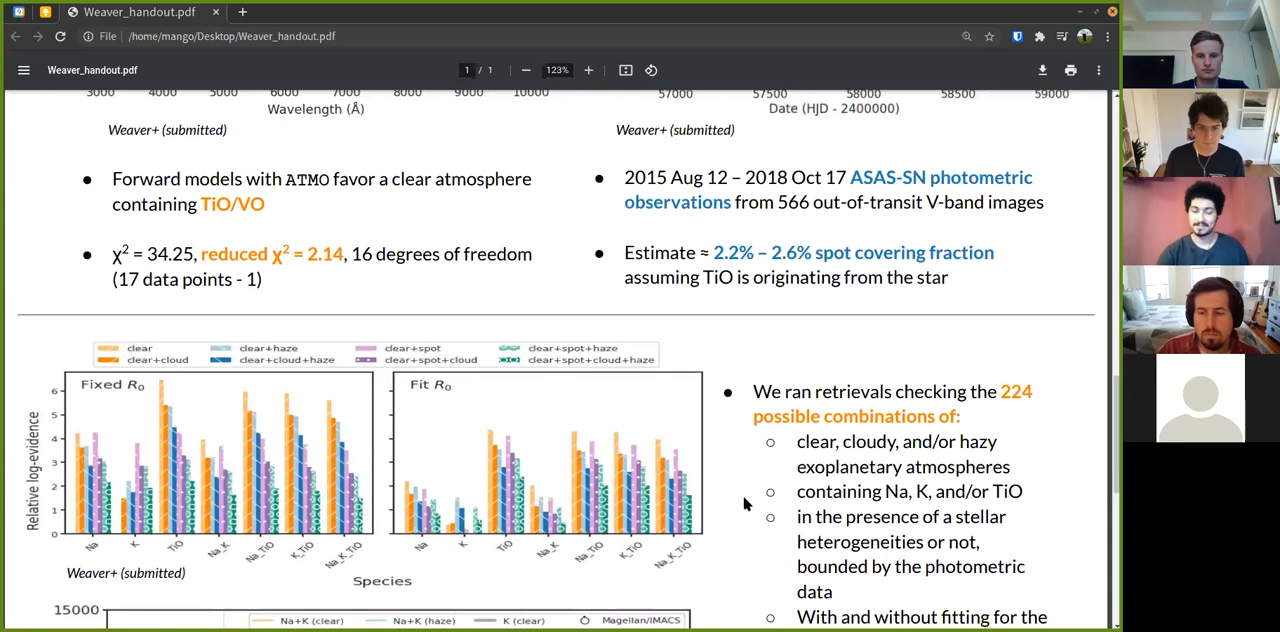 Weaver_handout.pdf
File
/home/mango/Desktop/Weaver_handout.pdf
Weaver_handout.pdf
1 / 1
123%
3000 4000 5000 6000 7000 8000 9000 10000
Wavelength (Å)
57000 57500 58000 58500 59000
Date (HJD - 2400000)
Weaver+ (submitted)
Weaver+ (submitted)
● Forward models with ATMO favor a clear atmosphere
containing TiO/VO
● χ² = 34.25, reduced χ² = 2.14, 16 degrees of freedom
(17 data points - 1)
● 2015 Aug 12 – 2018 Oct 17 ASAS-SN photometric
observations from 566 out-of-transit V-band images
● Estimate ≈ 2.2% – 2.6% spot covering fraction
assuming TiO is originating from the star
clear clear+haze clear+spot clear+spot+haze
clear+cloud clear+cloud+haze clear+spot+cloud clear+spot+cloud+haze
Fixed R₀
Fit R₀
Relative log-evidence
6
5
4
3
2
1
0
Na K TiO Na_K Na_TiO K_TiO Na_K_TiO
Na K TiO Na_K Na_TiO K_TiO Na_K_TiO
Weaver+ (submitted)
Species
● We ran retrievals checking the 224
possible combinations of:
○ clear, cloudy, and/or hazy
exoplanetary atmospheres
○ containing Na, K, and/or TiO
○ in the presence of a stellar
heterogeneities or not,
bounded by the photometric
data
○ With and without fitting for the
15000
Na+K (clear) Na+K (haze) K (clear) Magellan/IMACS